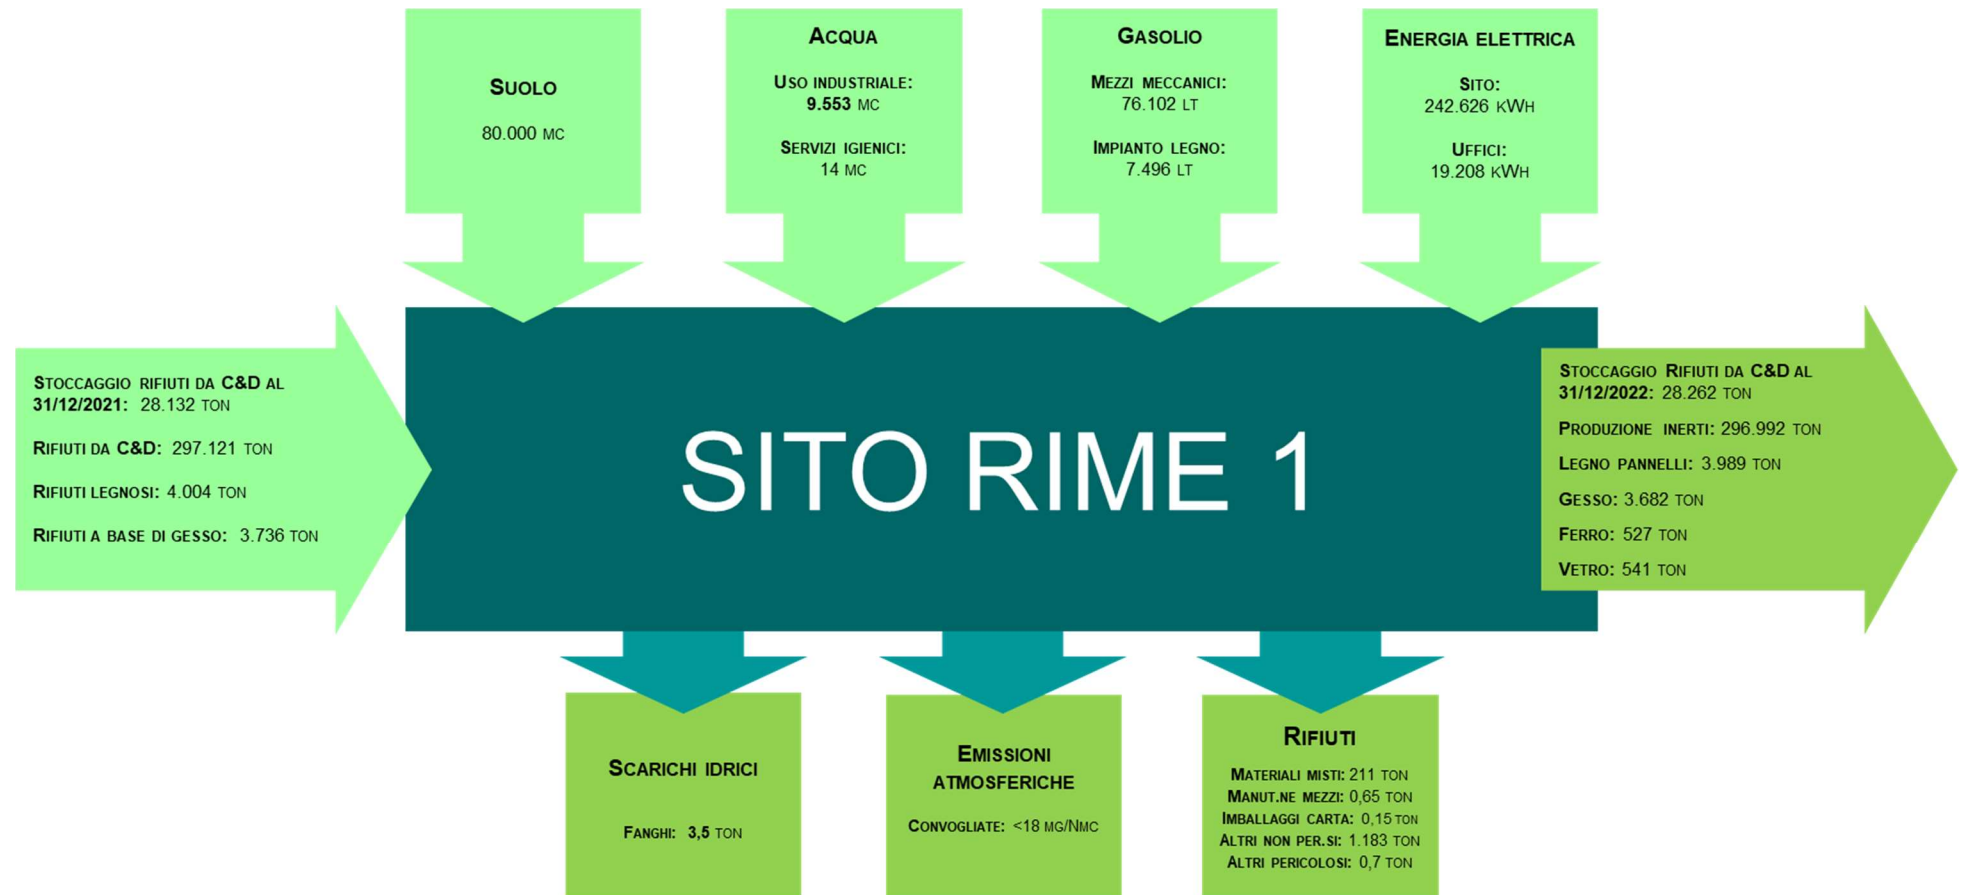 SUOLO
80.000 MC
ACQUA
USO INDUSTRIALE:
9.553 MC
SERVIZI IGIENICI:
14 MC
GASOLIO
MEZZI MECCANICI:
76.102 LT
IMPIANTO LEGNO:
7.496 LT
ENERGIA ELETTRICA
SITO:
242.626 KWH
UFFICI:
19.208 KWH
STOCCAGGIO RIFIUTI DA C&D AL
31/12/2021: 28.132 TON
RIFIUTI DA C&D: 297.121 TON
RIFIUTI LEGNOSI: 4.004 TON
RIFIUTI A BASE DI GESSO: 3.736 TON
SITO RIME 1
STOCCAGGIO RIFIUTI DA C&D AL
31/12/2022: 28.262 TON
PRODUZIONE INERTI: 296.992 TON
LEGNO PANNELLI: 3.989 TON
GESSO: 3.682 TON
FERRO: 527 TON
VETRO: 541 TON
SCARICHI IDRICI
FANGHI: 3,5 TON
EMISSIONI
ATMOSFERICHE
CONVOGLIATE: <18 MG/NMC
RIFIUTI
MATERIALI MISTI: 211 TON
MANUT.NE MEZZI: 0,65 TON
IMBALLAGGI CARTA: 0,15 TON
ALTRI NON PER.SI: 1.183 TON
ALTRI PERICOLOSI: 0,7 TON